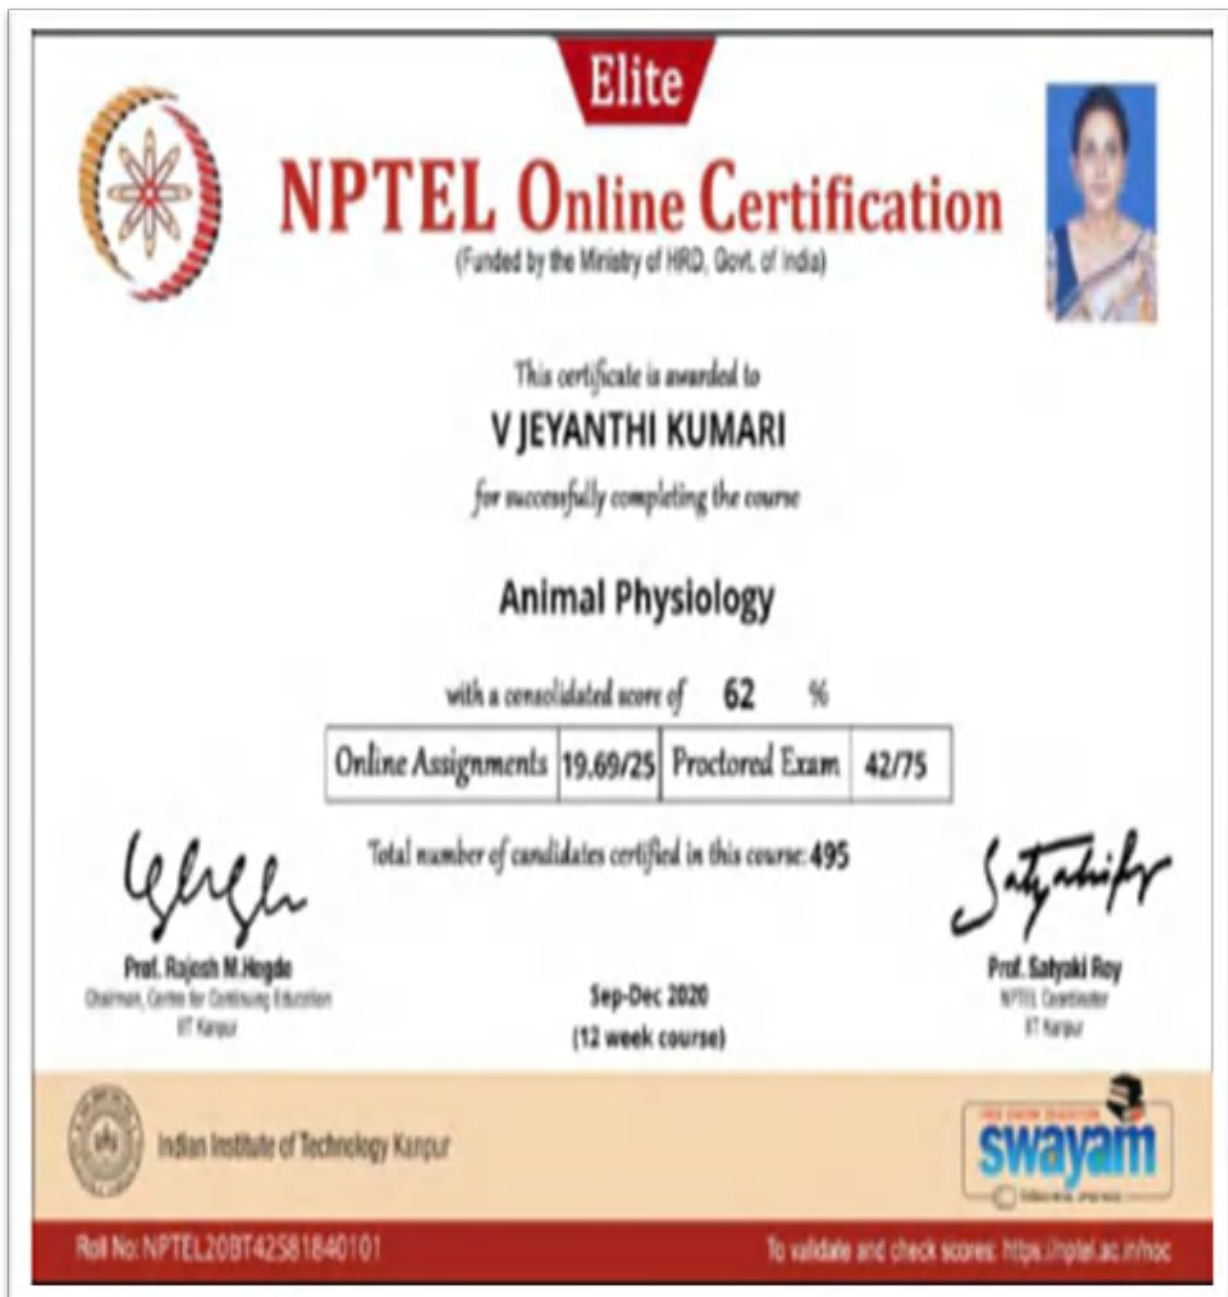 Elite
NPTEL Online Certification
(Funded by the Ministry of HRD, Govt. of India)
This certificate is awarded to
V JEYANTHI KUMARI
for successfully completing the course
Animal Physiology
with a consolidated score of 62 %
Online Assignments 19.69/25 Proctored Exam 42/75
Total number of candidates certified in this course: 495
Prof. Rajesh M.Hegde
Chairman, Centre for Continuing Education
IIT Kanpur
Sep-Dec 2020
(12 week course)
Prof. Satyaki Roy
NPTEL Coordinator
IIT Kanpur
Indian Institute of Technology Kanpur
swayam
Roll No: NPTEL20BT42S81840101
To validate and check scores: https://nptel.ac.in/noc